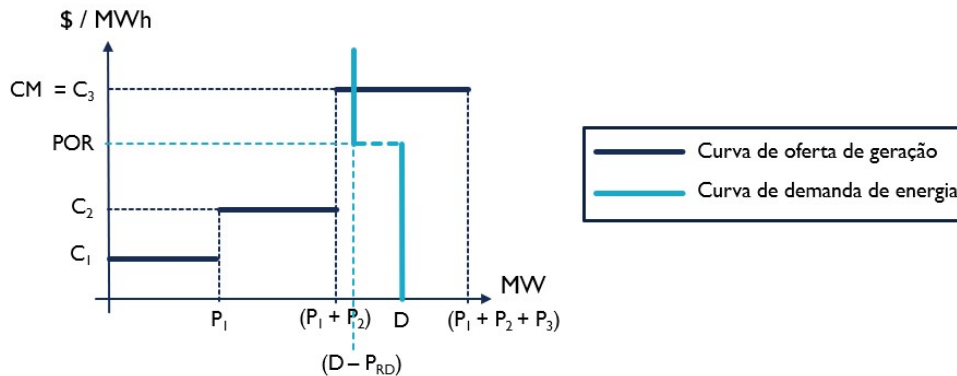 $ / MWh
CM = C₃
POR
C₂
C₁
MW
P₁
(P₁ + P₂)
D
(P₁ + P₂ + P₃)
(D – P_RD)
Curva de oferta de geração
Curva de demanda de energia